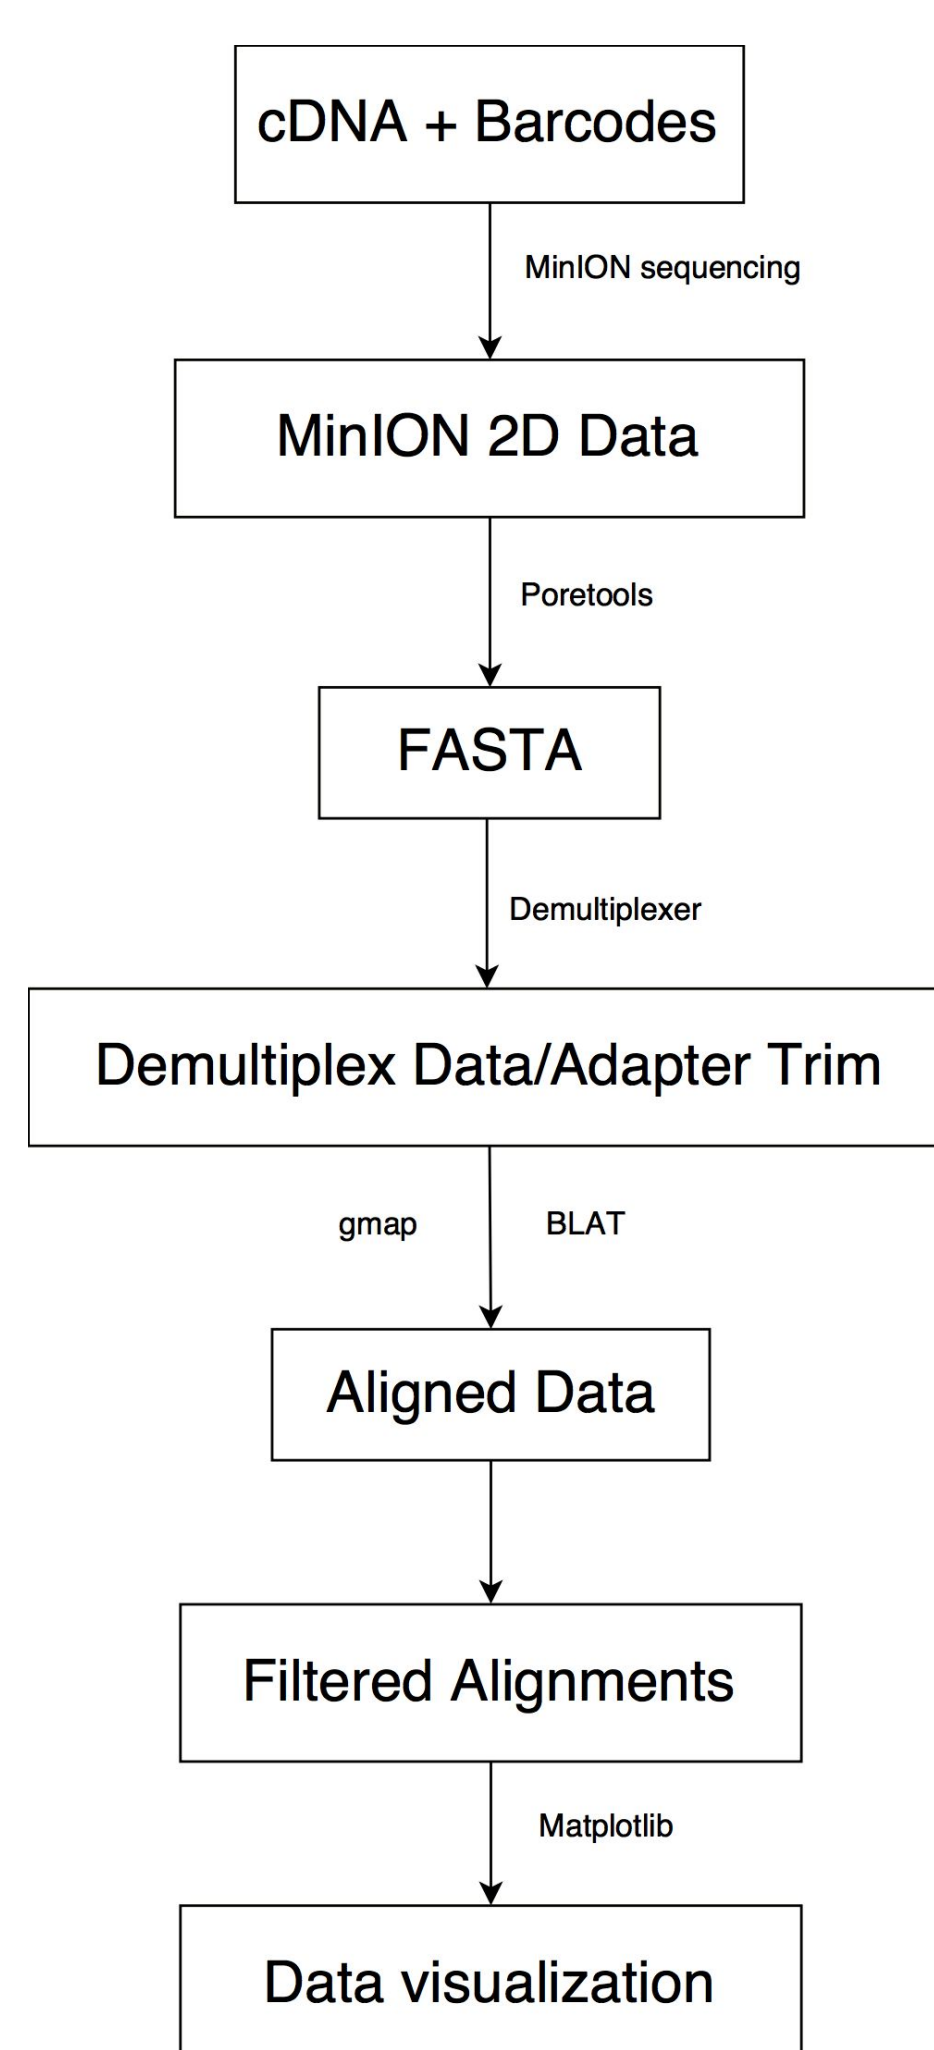 cDNA + Barcodes
MinION sequencing
MinION 2D Data
Poretools
FASTA
Demultiplexer
Demultiplex Data/Adapter Trim
gmap
BLAT
Aligned Data
Filtered Alignments
Matplotlib
Data visualization